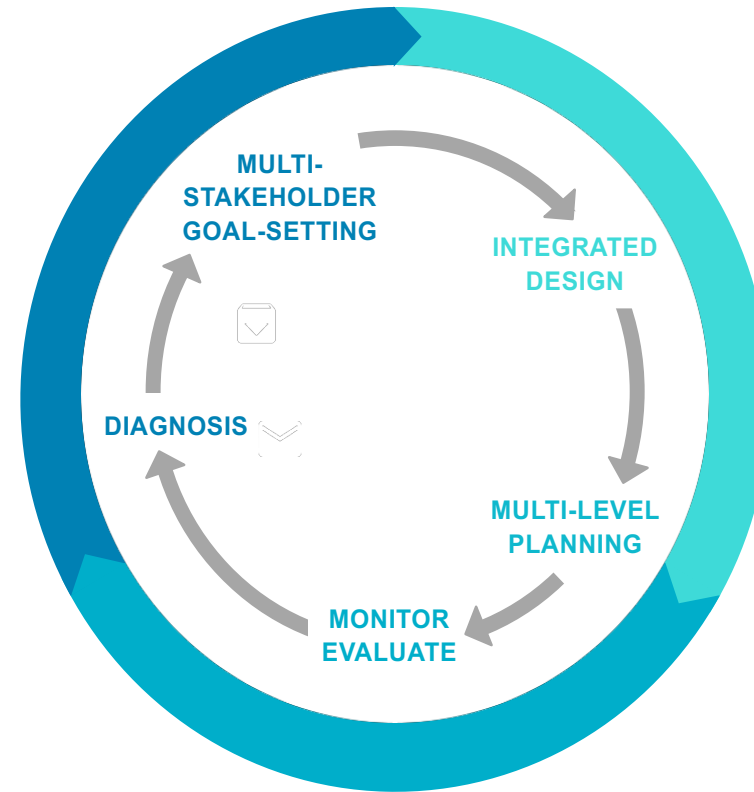 MULTI-
STAKEHOLDER
GOAL-SETTING
INTEGRATED
DESIGN
MULTI-LEVEL
PLANNING
MONITOR
EVALUATE
DIAGNOSIS